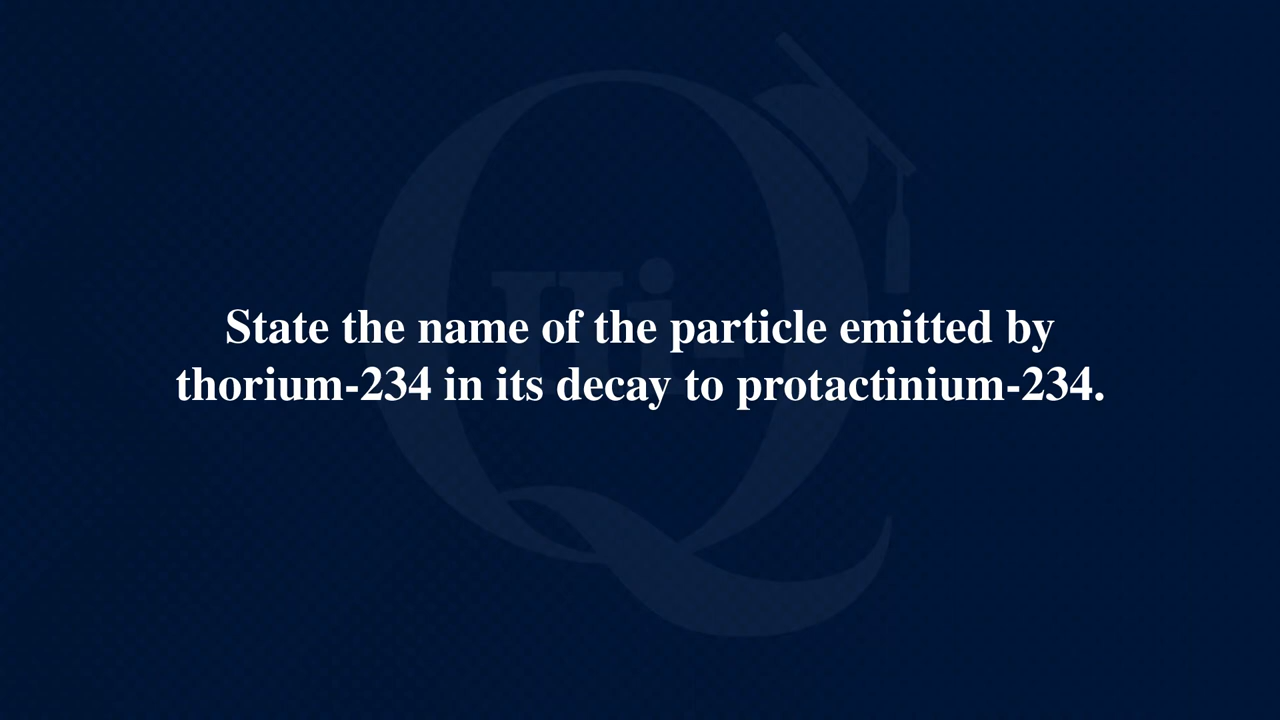 State the name of the particle emitted by
thorium-234 in its decay to protactinium-234.